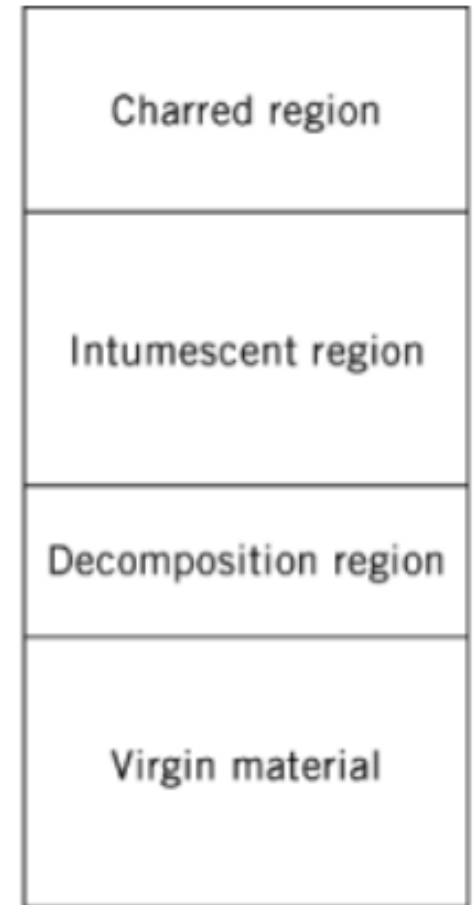 Charred region
Intumescent region
Decomposition region
Virgin material